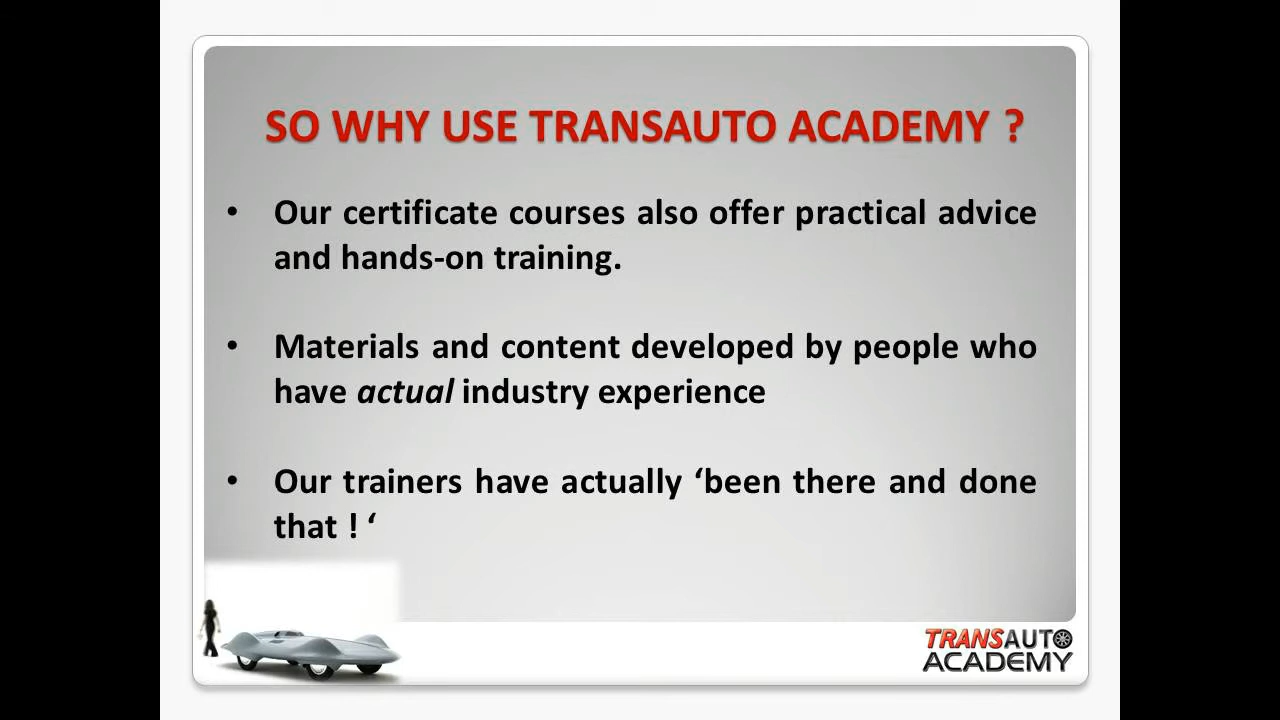 SO WHY USE TRANSAUTO ACADEMY ?
• Our certificate courses also offer practical advice
and hands-on training.
• Materials and content developed by people who
have actual industry experience
• Our trainers have actually ‘been there and done
that ! ‘
TRANSAUTO
ACADEMY